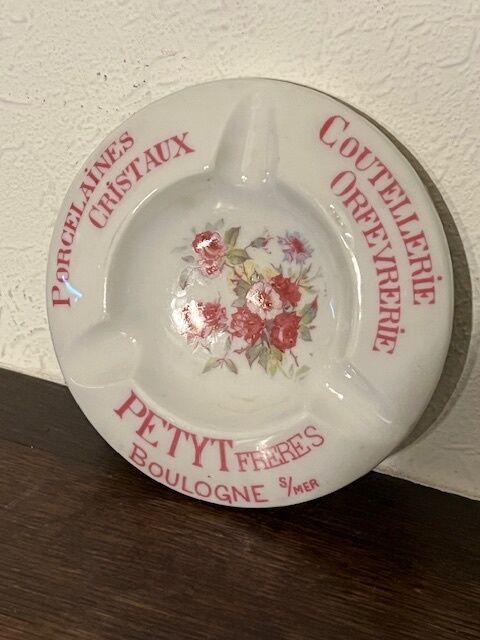 PORCELAINES
CRISTAUX
COUTELLERIE
ORFEVRERIE
PETYT FRERES
BOULOGNE S/MER